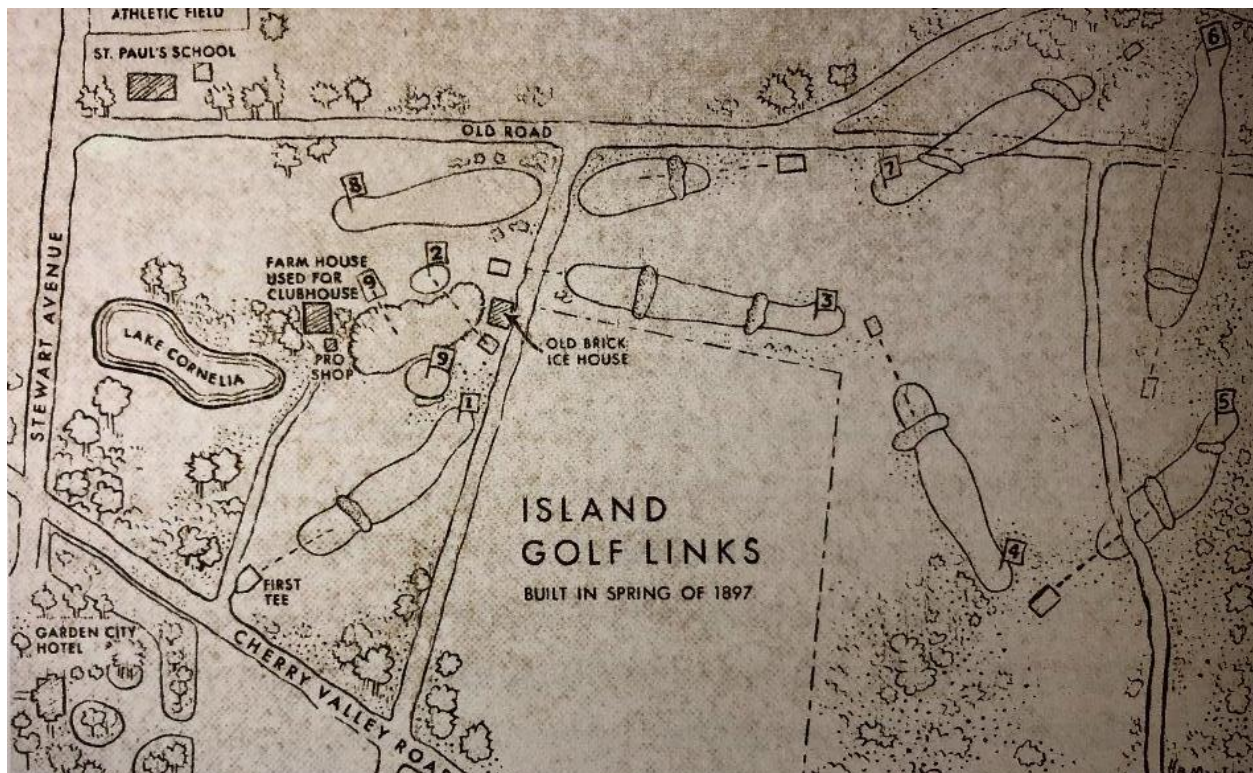 ATHLETIC FIELD
ST. PAUL'S SCHOOL
6
OLD ROAD
7
8
STEWART AVENUE
2
FARM HOUSE
USED FOR
CLUBHOUSE
9
3
LAKE CORNELIA
PRO
SHOP
OLD BRICK
ICE HOUSE
9
1
5
ISLAND
GOLF LINKS
BUILT IN SPRING OF 1897
4
FIRST
TEE
GARDEN CITY
HOTEL
CHERRY VALLEY ROAD